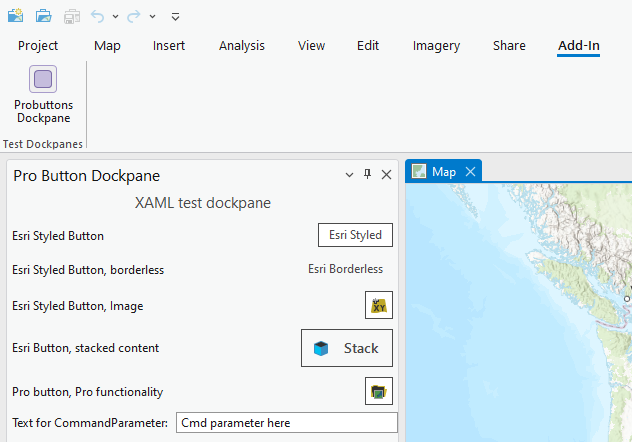 Project Map Insert Analysis View Edit Imagery Share Add-In
Probuttons
Dockpane
Test Dockpanes
Pro Button Dockpane
Map
XAML test dockpane
Esri Styled Button Esri Styled
Esri Styled Button, borderless Esri Borderless
Esri Styled Button, Image XY
Esri Button, stacked content Stack
Pro button, Pro functionality
Text for CommandParameter: Cmd parameter here